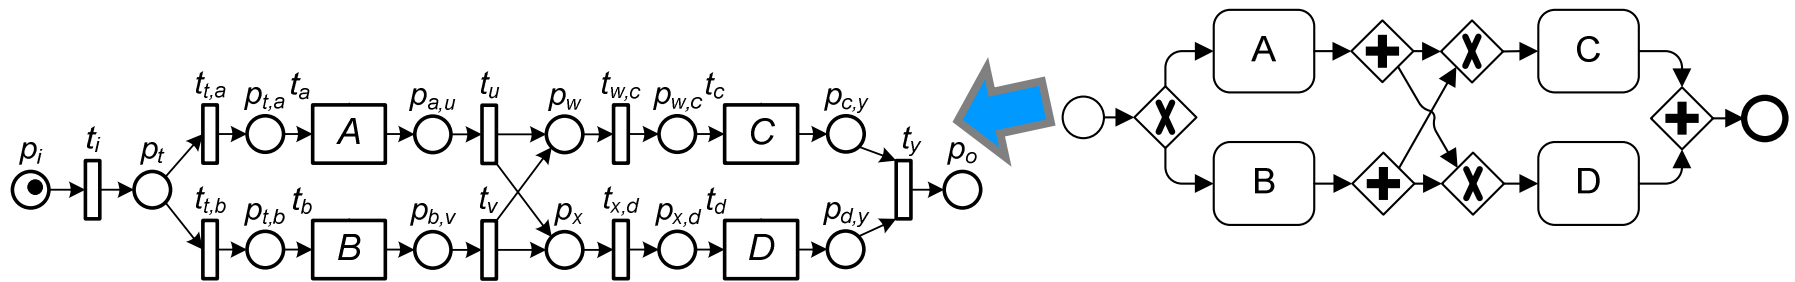 t_t,a p_t,a t_a p_a,u t_u p_w t_w,c p_w,c t_c p_c,y
A C
p_i t_i p_t t_y p_o
t_t,b p_t,b t_b p_b,v t_v p_x t_x,d p_x,d t_d p_d,y
B D
A C
B D